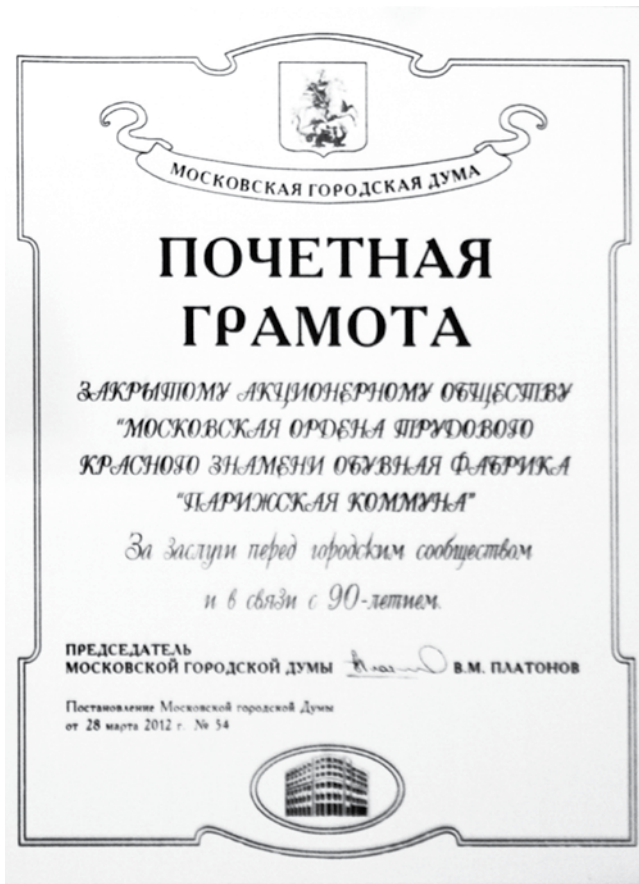 МОСКОВСКАЯ ГОРОДСКАЯ ДУМА
ПОЧЕТНАЯ
ГРАМОТА
ЗАКРЫТОМУ АКЦИОНЕРНОМУ ОБЩЕСТВУ
"МОСКОВСКАЯ ОРДЕНА ТРУДОВОГО
КРАСНОГО ЗНАМЕНИ ОБУВНАЯ ФАБРИКА
"ПАРИЖСКАЯ КОММУНА"
За заслуги перед городским сообществом
и в связи с 90-летием.
ПРЕДСЕДАТЕЛЬ
МОСКОВСКОЙ ГОРОДСКОЙ ДУМЫ В.М. ПЛАТОНОВ
Постановление Московской городской Думы
от 28 марта 2012 г. № 54